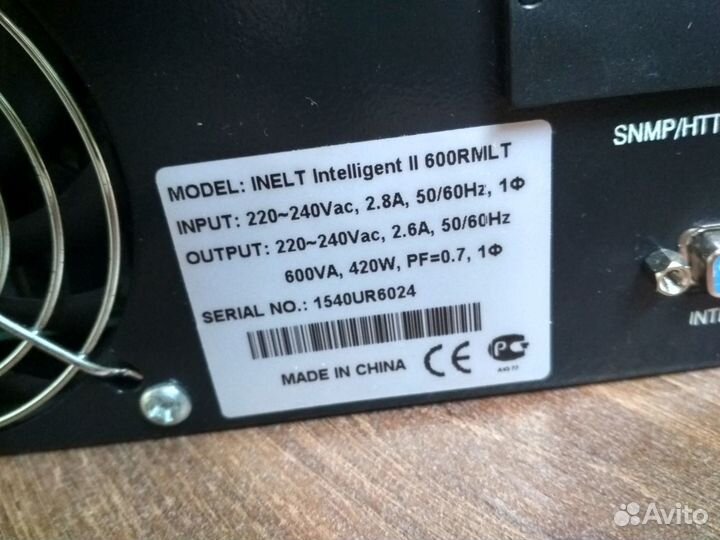 SNMP/HTT
MODEL: INELT Intelligent II 600RMLT
INPUT: 220~240Vac, 2.8A, 50/60Hz, 1Φ
OUTPUT: 220~240Vac, 2.6A, 50/60Hz
600VA, 420W, PF=0.7, 1Φ
SERIAL NO.: 1540UR6024
MADE IN CHINA CE
INT
Avito